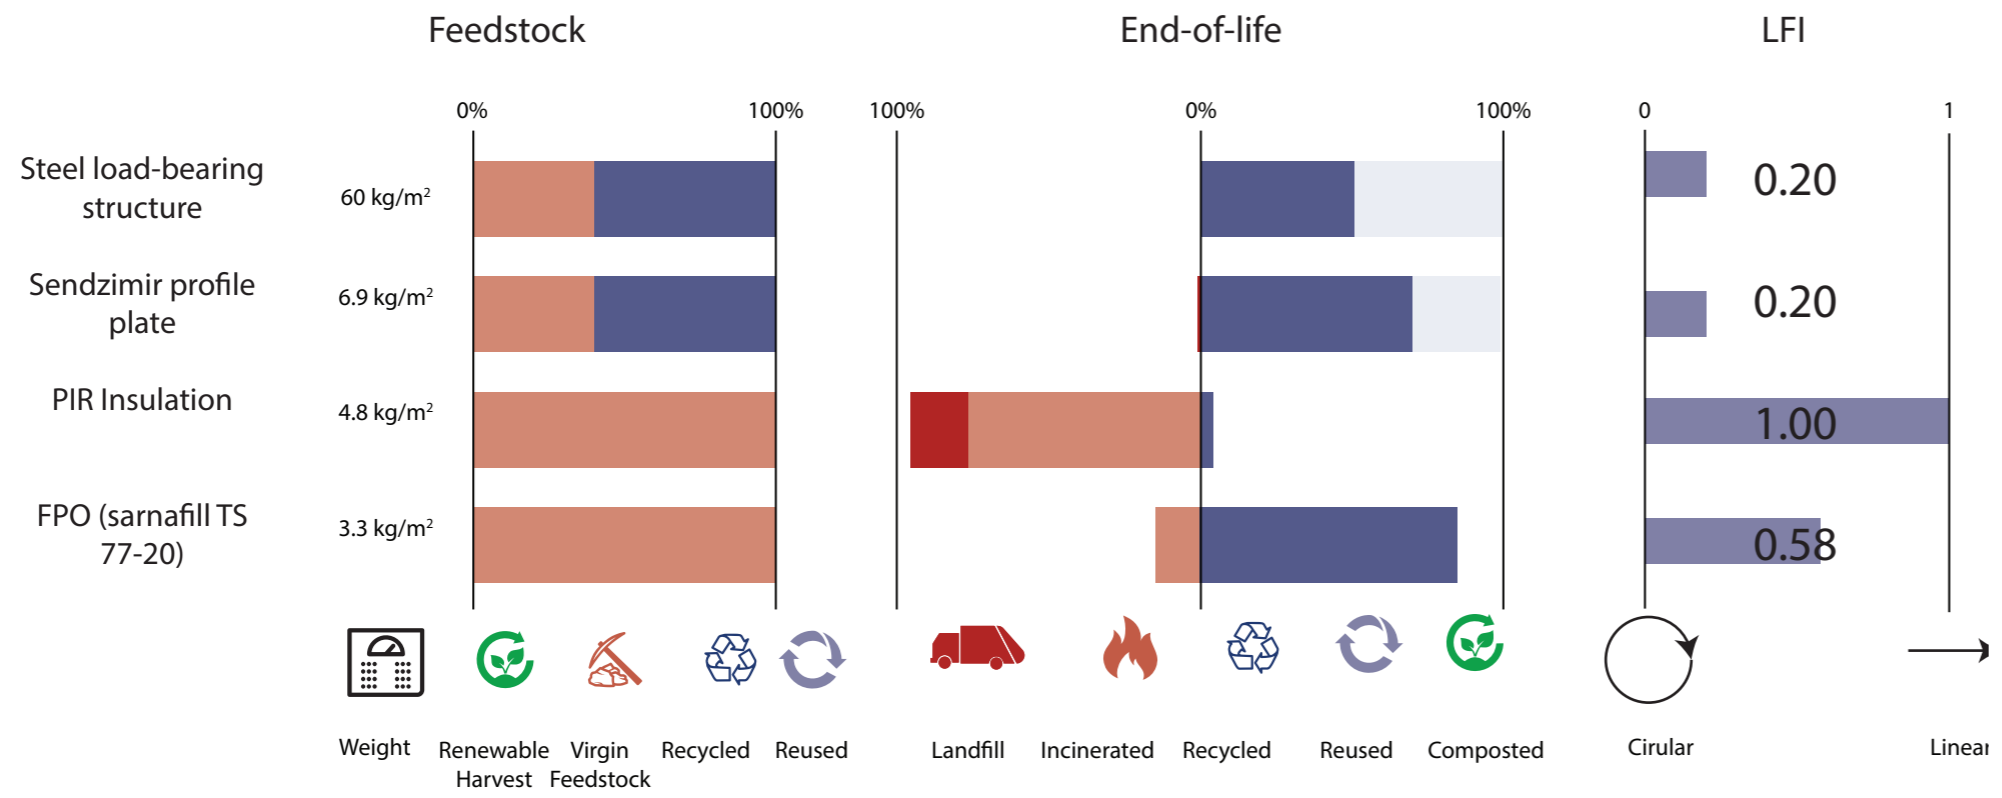 Feedstock
End-of-life
LFI
0%
100%
100%
0%
100%
0
1
Steel load-bearing
structure
60 kg/m²
0.20
Sendzimir profile
plate
6.9 kg/m²
0.20
PIR Insulation
4.8 kg/m²
1.00
FPO (sarnafill TS
77-20)
3.3 kg/m²
0.58
Weight
Renewable
Harvest
Virgin
Feedstock
Recycled
Reused
Landfill
Incinerated
Recycled
Reused
Composted
Cirular
Linear